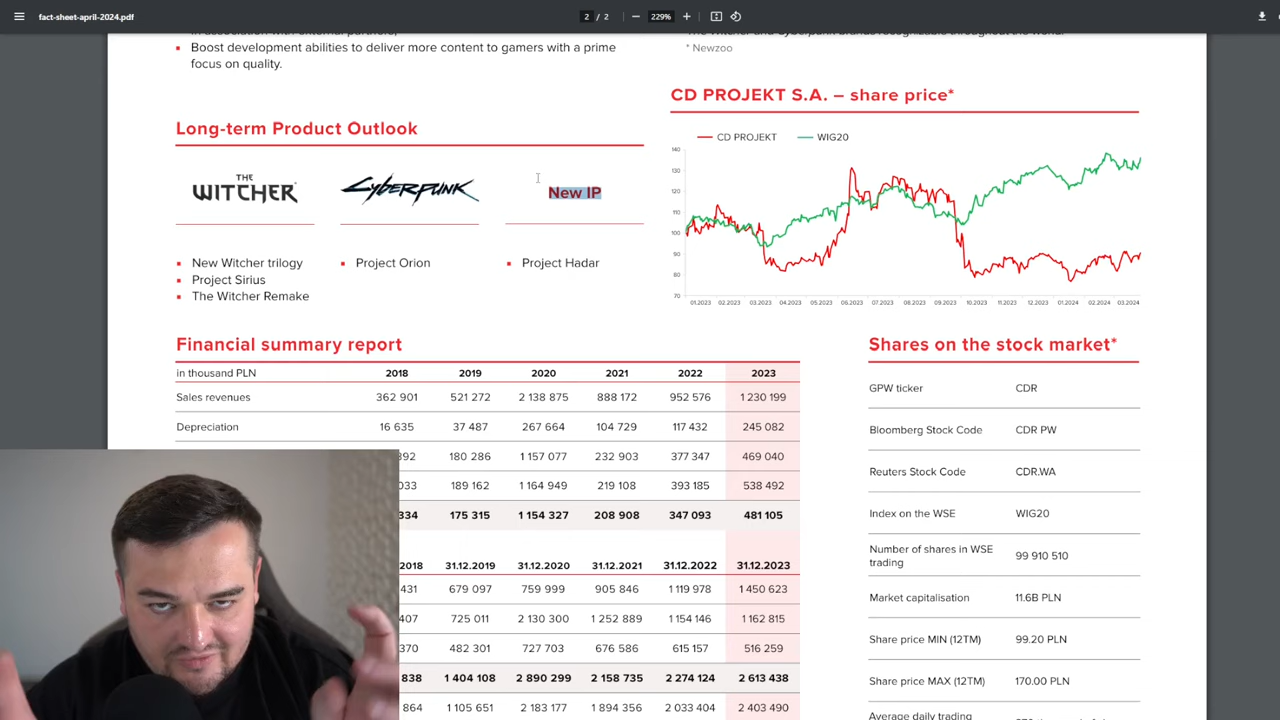 fact-sheet-april-2024.pdf
2 / 2
229%
Boost development abilities to deliver more content to gamers with a prime
focus on quality.
* Newzoo
Long-term Product Outlook
THE
WITCHER
Cyberpunk
New IP
New Witcher trilogy
Project Sirius
The Witcher Remake
Project Orion
Project Hadar
CD PROJEKT S.A. – share price*
CD PROJEKT WIG20
140
130
120
110
100
90
80
70
01.2023 02.2023 03.2023 04.2023 05.2023 06.2023 07.2023 08.2023 09.2023 10.2023 11.2023 12.2023 01.2024 02.2024 03.2024
Financial summary report
in thousand PLN 2018 2019 2020 2021 2022 2023
Sales revenues 362 901 521 272 2 138 875 888 172 952 576 1 230 199
Depreciation 16 635 37 487 267 664 104 729 117 432 245 082
392 180 286 1 157 077 232 903 377 347 469 040
033 189 162 1 164 949 219 108 393 185 538 492
334 175 315 1 154 327 208 908 347 093 481 105
2018 31.12.2019 31.12.2020 31.12.2021 31.12.2022 31.12.2023
431 679 097 759 999 905 846 1 119 978 1 450 623
407 725 011 2 130 300 1 252 889 1 154 146 1 162 815
370 482 301 727 703 676 586 615 157 516 259
838 1 404 108 2 890 299 2 158 735 2 274 124 2 613 438
864 1 105 651 2 183 177 1 894 356 2 033 404 2 403 490
Shares on the stock market*
GPW ticker CDR
Bloomberg Stock Code CDR PW
Reuters Stock Code CDR.WA
Index on the WSE WIG20
Number of shares in WSE
trading 99 910 510
Market capitalisation 11.6B PLN
Share price MIN (12TM) 99.20 PLN
Share price MAX (12TM) 170.00 PLN
Average daily trading